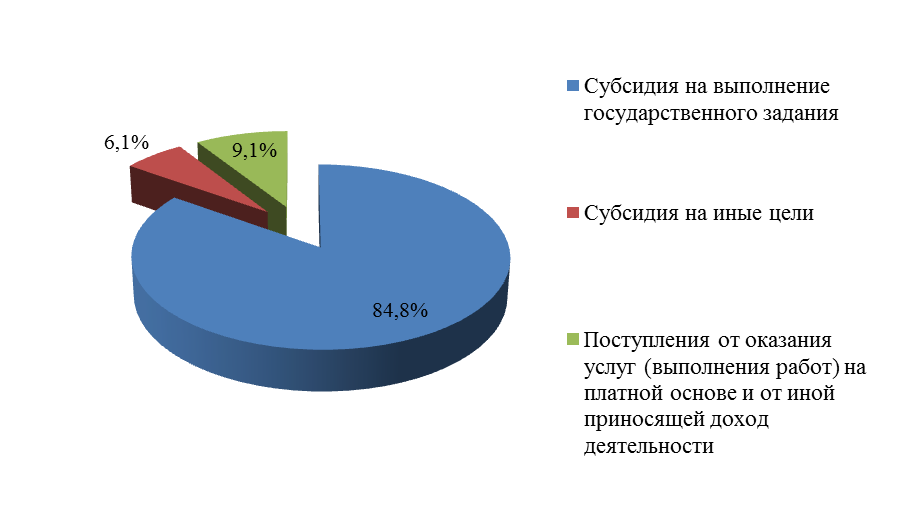 6,1%
9,1%
84,8%
Субсидия на выполнение
государственного задания
Субсидия на иные цели
Поступления от оказания
услуг (выполнения работ) на
платной основе и от иной
приносящей доход
деятельности